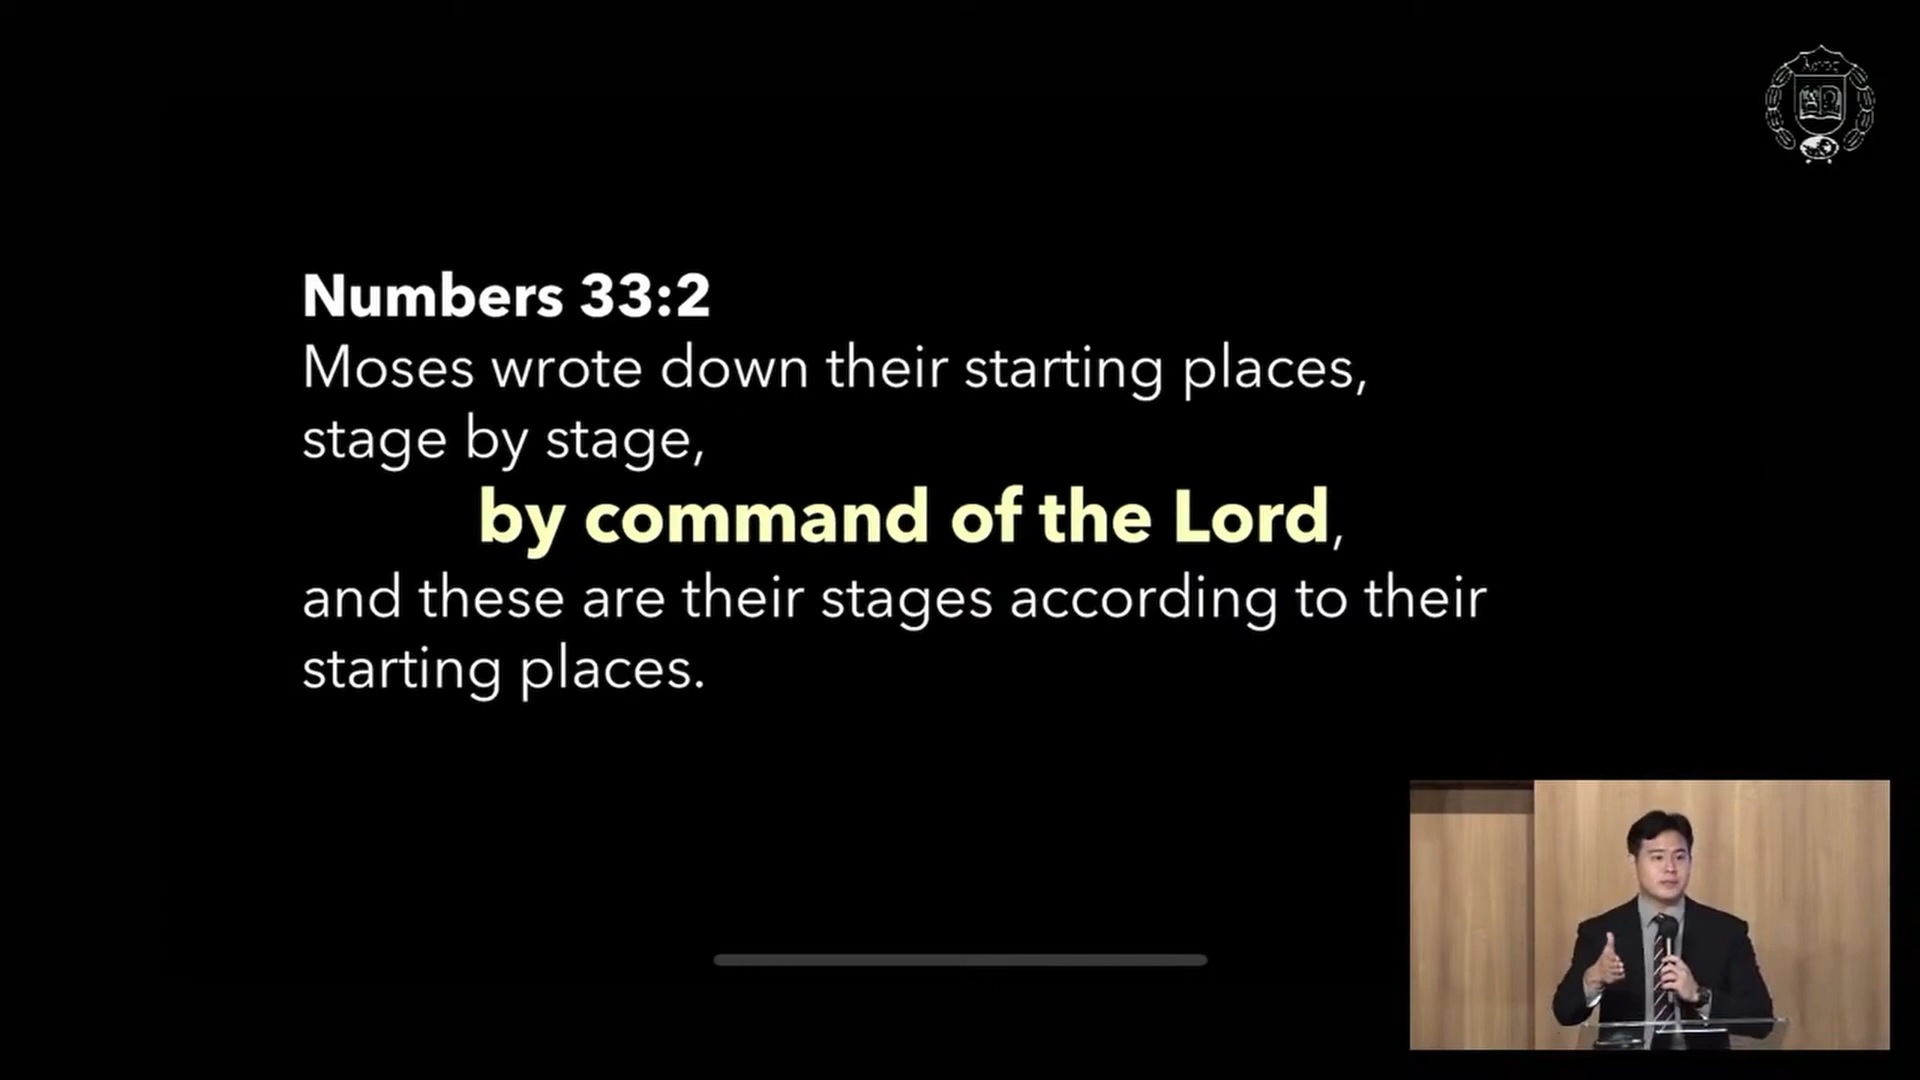 Numbers 33:2
Moses wrote down their starting places,
stage by stage,
by command of the Lord,
and these are their stages according to their
starting places.